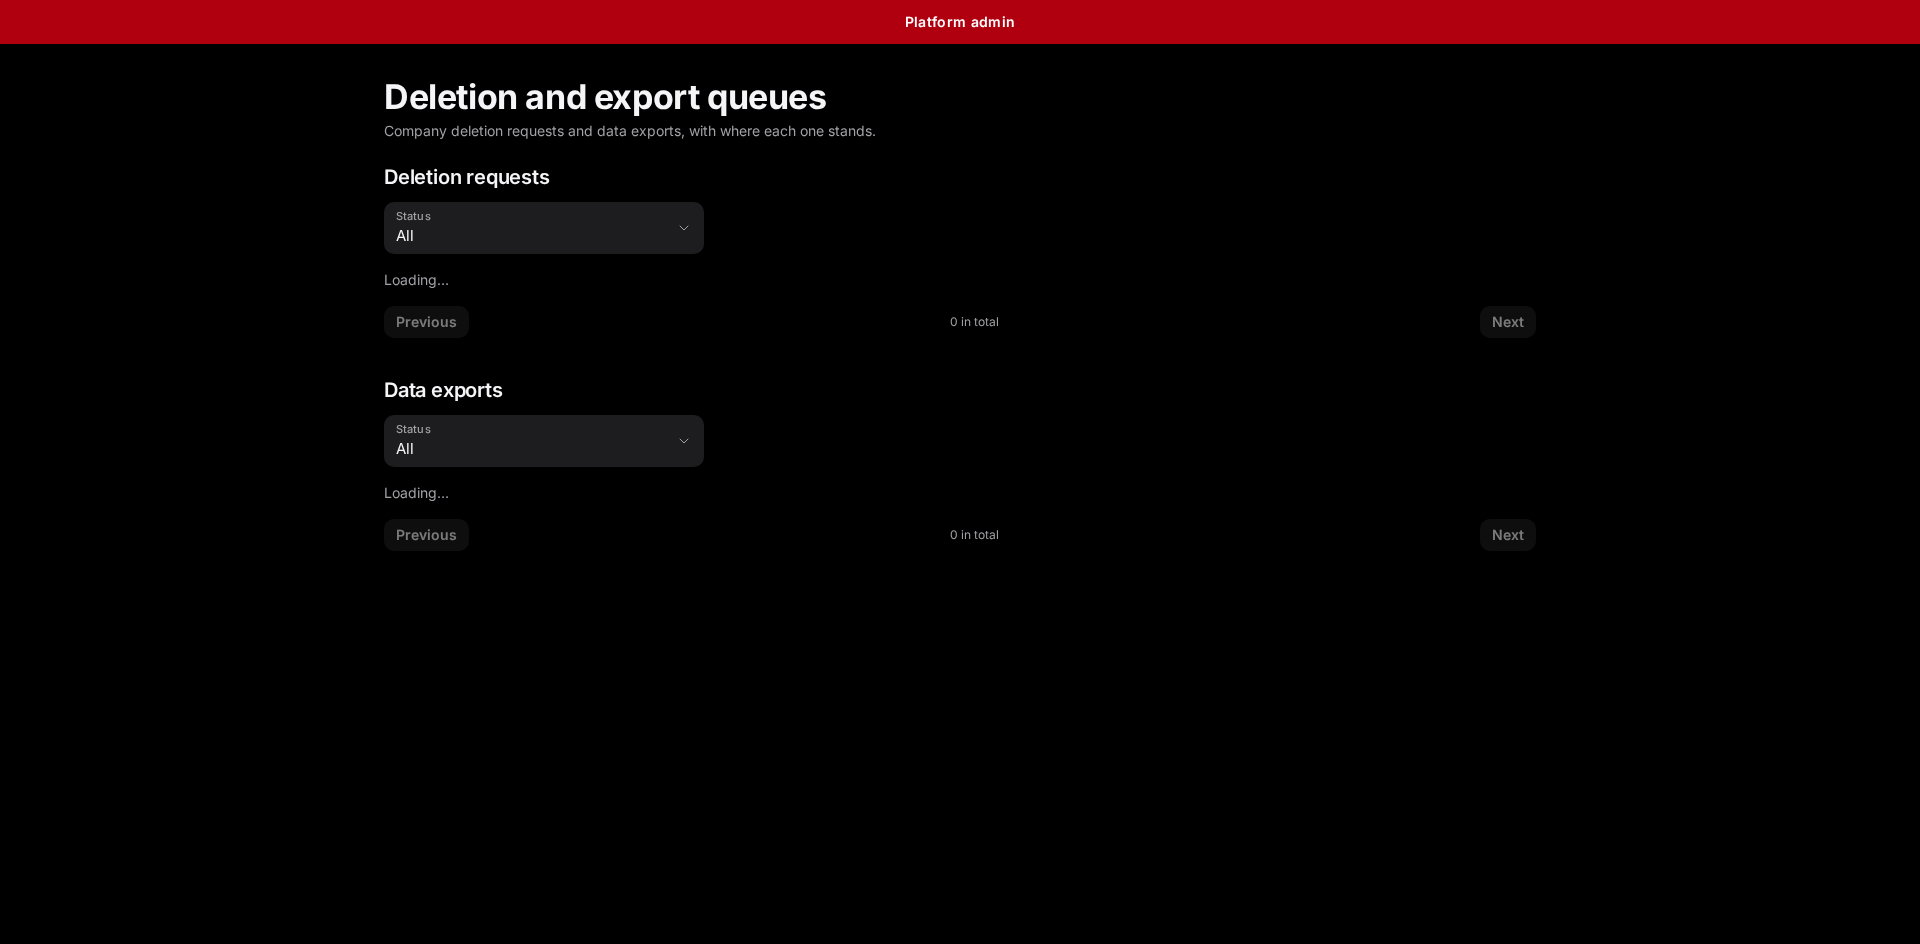 Platform admin
Deletion and export queues
Company deletion requests and data exports, with where each one stands.
Deletion requests
Status
All
Loading...
Previous
0 in total
Next
Data exports
Status
All
Loading...
Previous
0 in total
Next